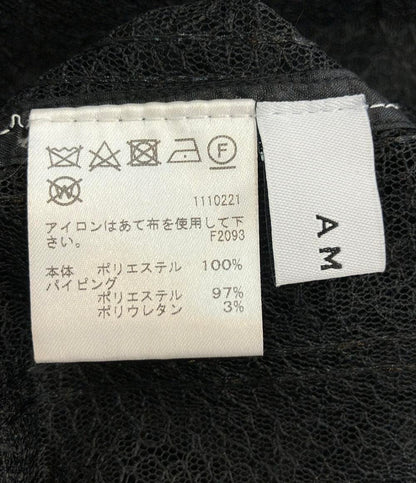 F
W
1110221
アイロンはあて布を使用して下
さい。 F2093
本体 ポリエステル 100%
パイピング
ポリエステル 97%
ポリウレタン 3%
AM